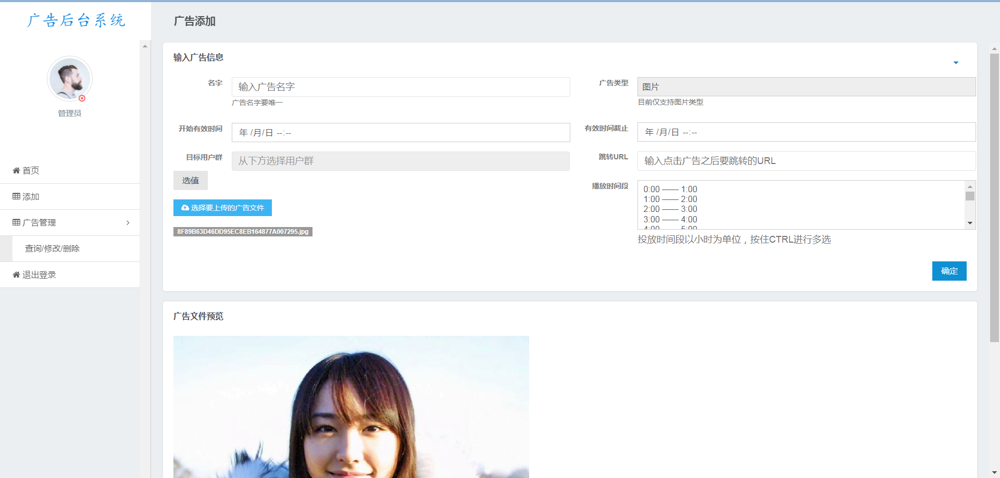 广告后台系统
广告添加
管理员
首页
添加
广告管理
查询/修改/删除
退出登录
输入广告信息
名字
输入广告名字
广告名字要唯一
广告类型
图片
目前仅支持图片类型
开始有效时间
年 /月/日 --:--
有效时间截止
年 /月/日 --:--
目标用户群
从下方选择用户群
跳转URL
输入点击广告之后要跳转的URL
选值
播放时间段
0:00 —— 1:00
1:00 —— 2:00
2:00 —— 3:00
3:00 —— 4:00
4:00 —— 5:00
选择要上传的广告文件
8F89B63D46DD95EC8EB164877A007295.jpg
投放时间段以小时为单位，按住CTRL进行多选
确定
广告文件预览